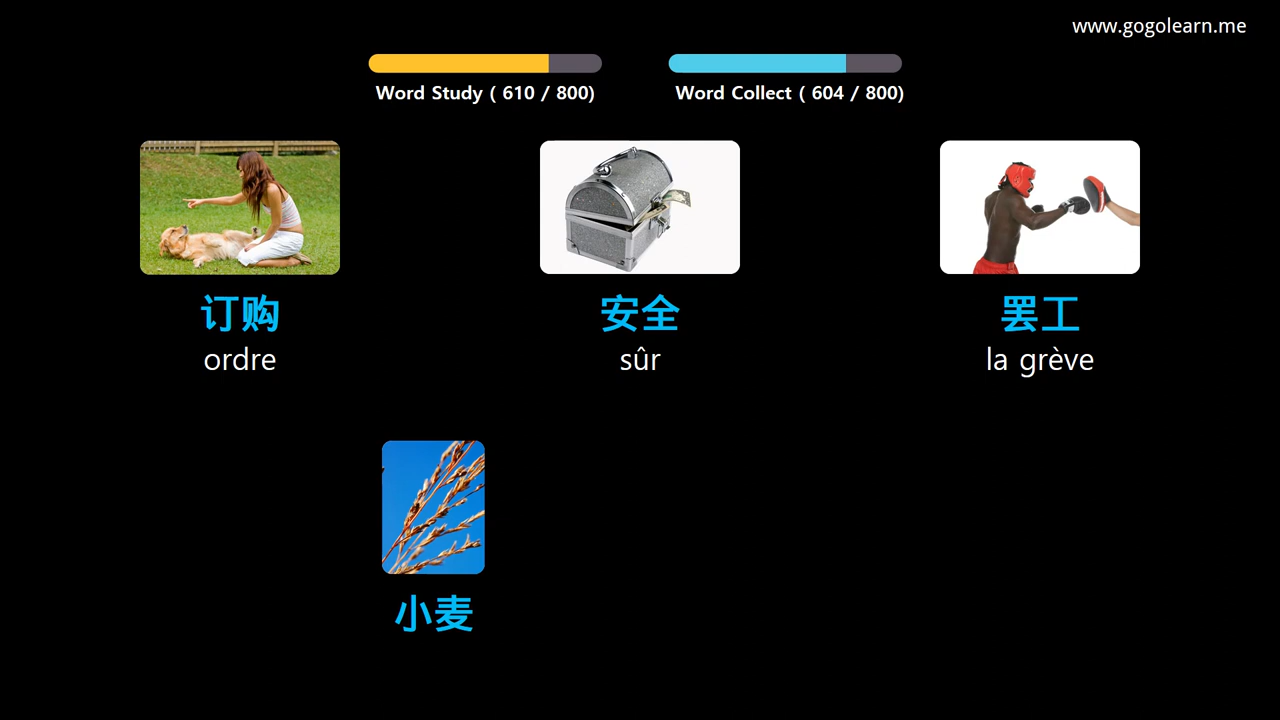 www.gogolearn.me
Word Study ( 610 / 800)
Word Collect ( 604 / 800)
订购
ordre
安全
sûr
罢工
la grève
小麦